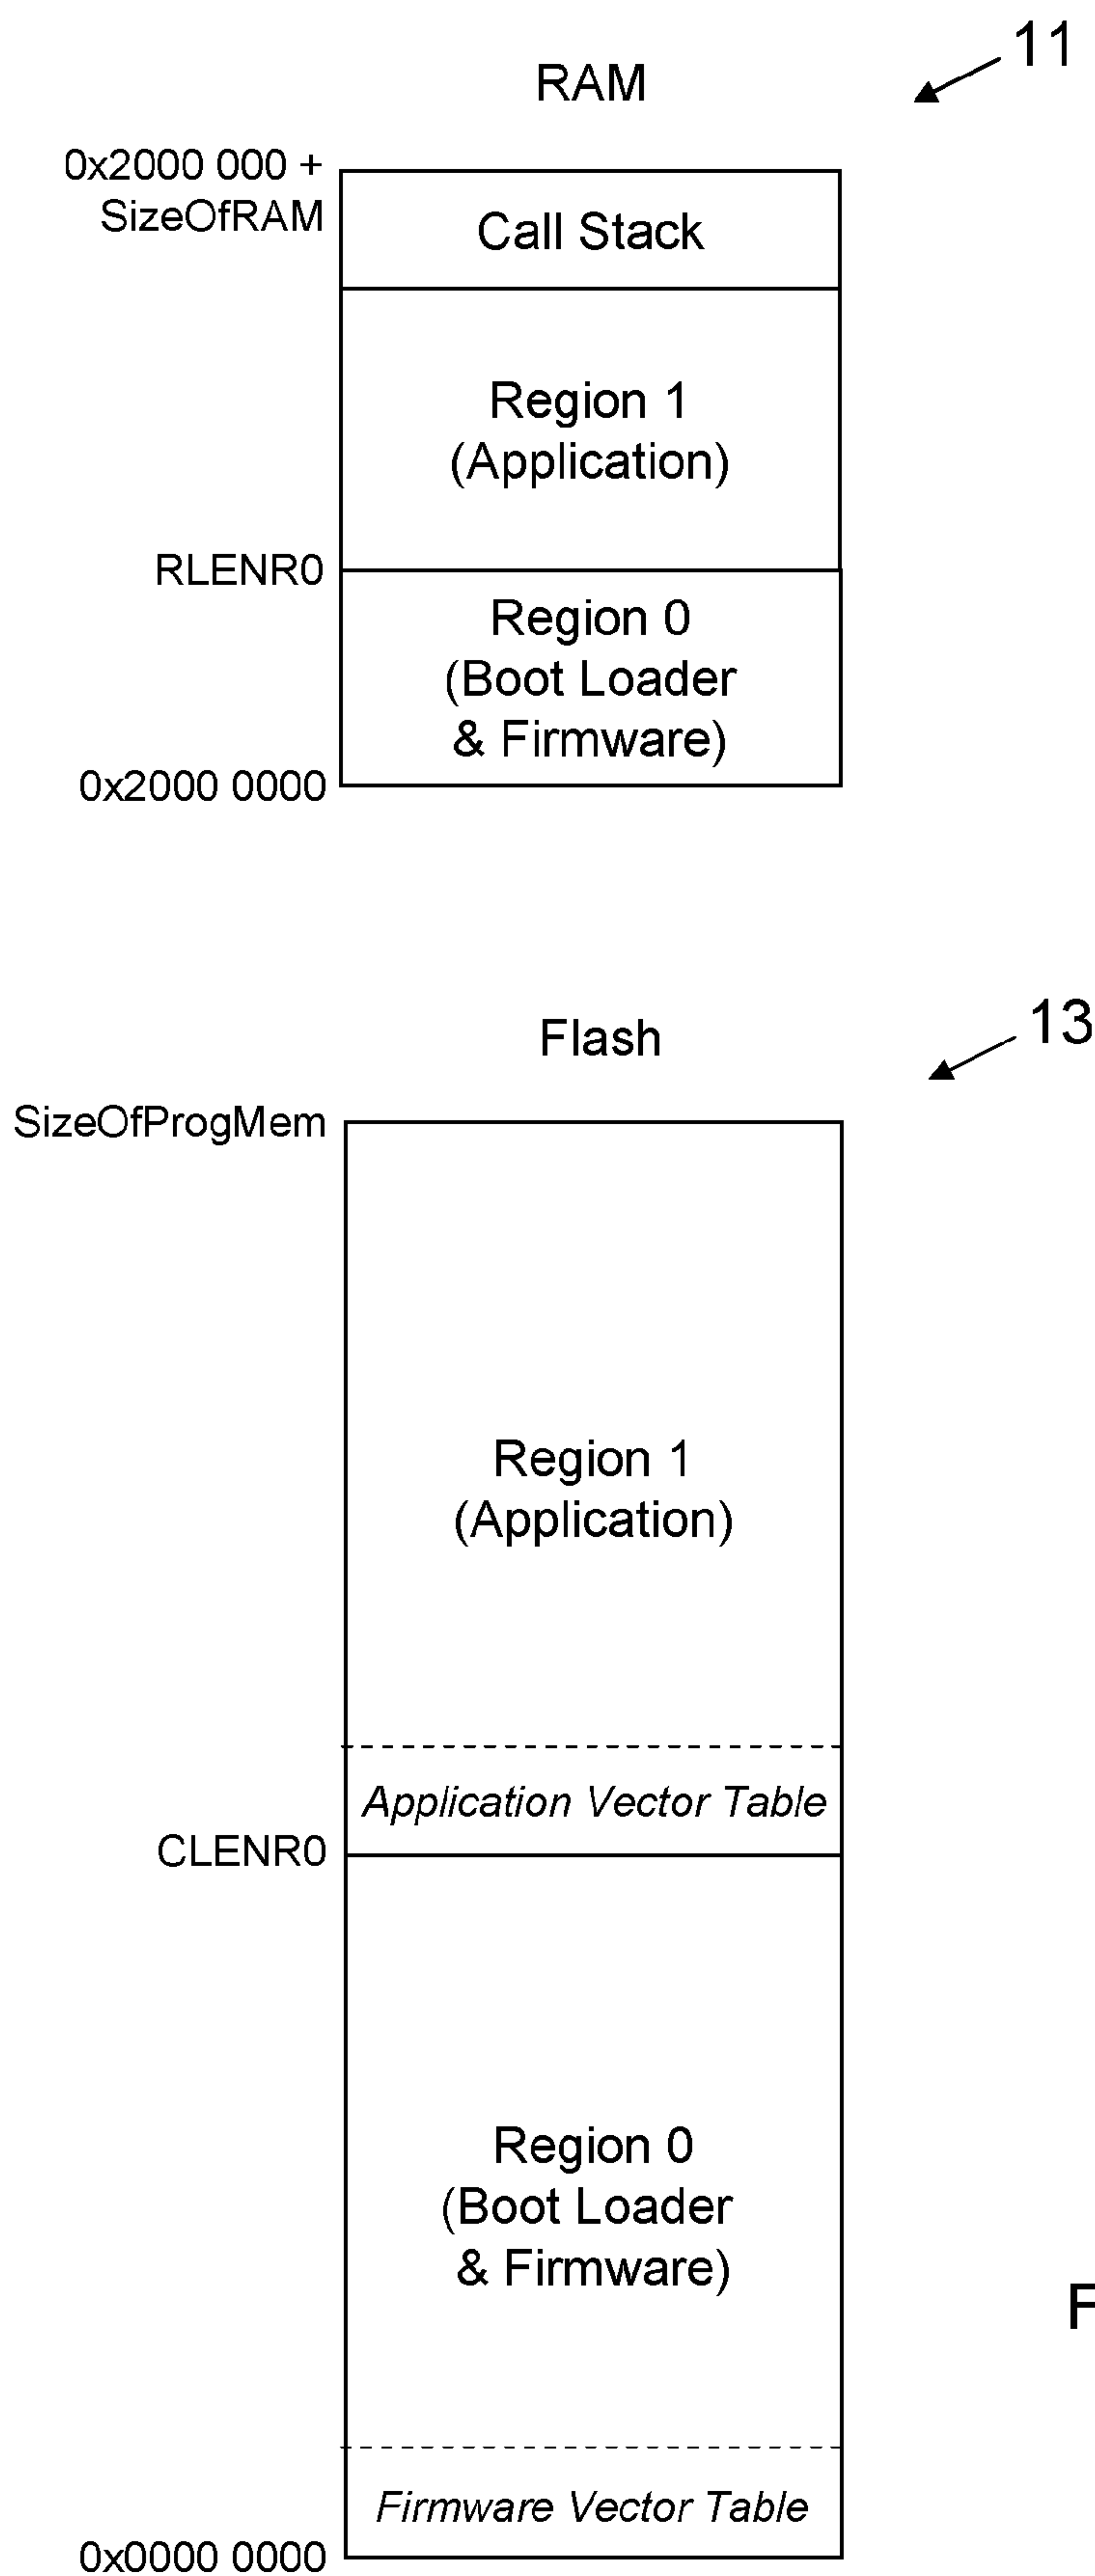 11
RAM
0x2000 000 +
SizeOfRAM
Call Stack
Region 1
(Application)
RLENR0
Region 0
(Boot Loader
& Firmware)
0x2000 0000
13
Flash
SizeOfProgMem
Region 1
(Application)
Application Vector Table
CLENR0
Region 0
(Boot Loader
& Firmware)
F
Firmware Vector Table
0x0000 0000